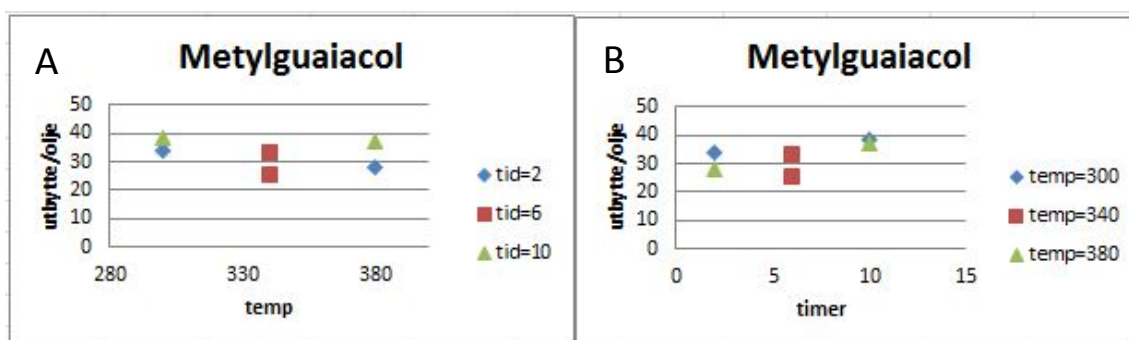 A
Metylguaiacol
50
40
30
20
10
0
utbytte/olje
280
330
380
temp
tid=2
tid=6
tid=10
B
Metylguaiacol
50
40
30
20
10
0
utbytte/olje
0
5
10
15
timer
temp=300
temp=340
temp=380